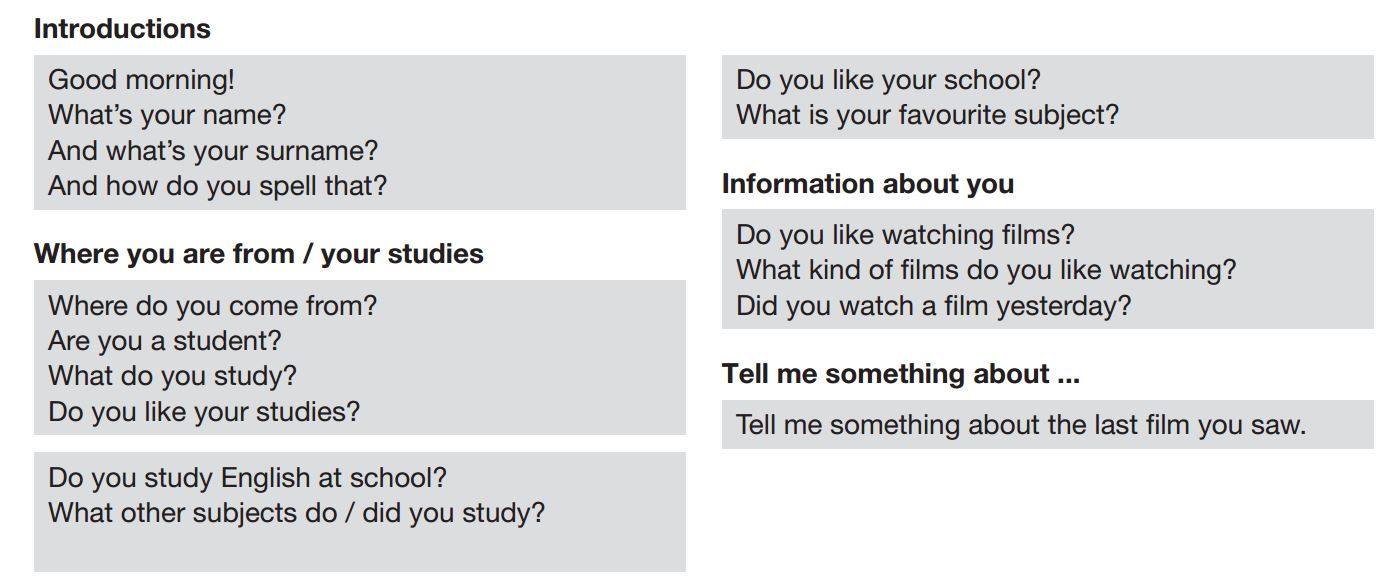 Introductions
Good morning!
What’s your name?
And what’s your surname?
And how do you spell that?
Where you are from / your studies
Where do you come from?
Are you a student?
What do you study?
Do you like your studies?
Do you study English at school?
What other subjects do / did you study?
Do you like your school?
What is your favourite subject?
Information about you
Do you like watching films?
What kind of films do you like watching?
Did you watch a film yesterday?
Tell me something about ...
Tell me something about the last film you saw.